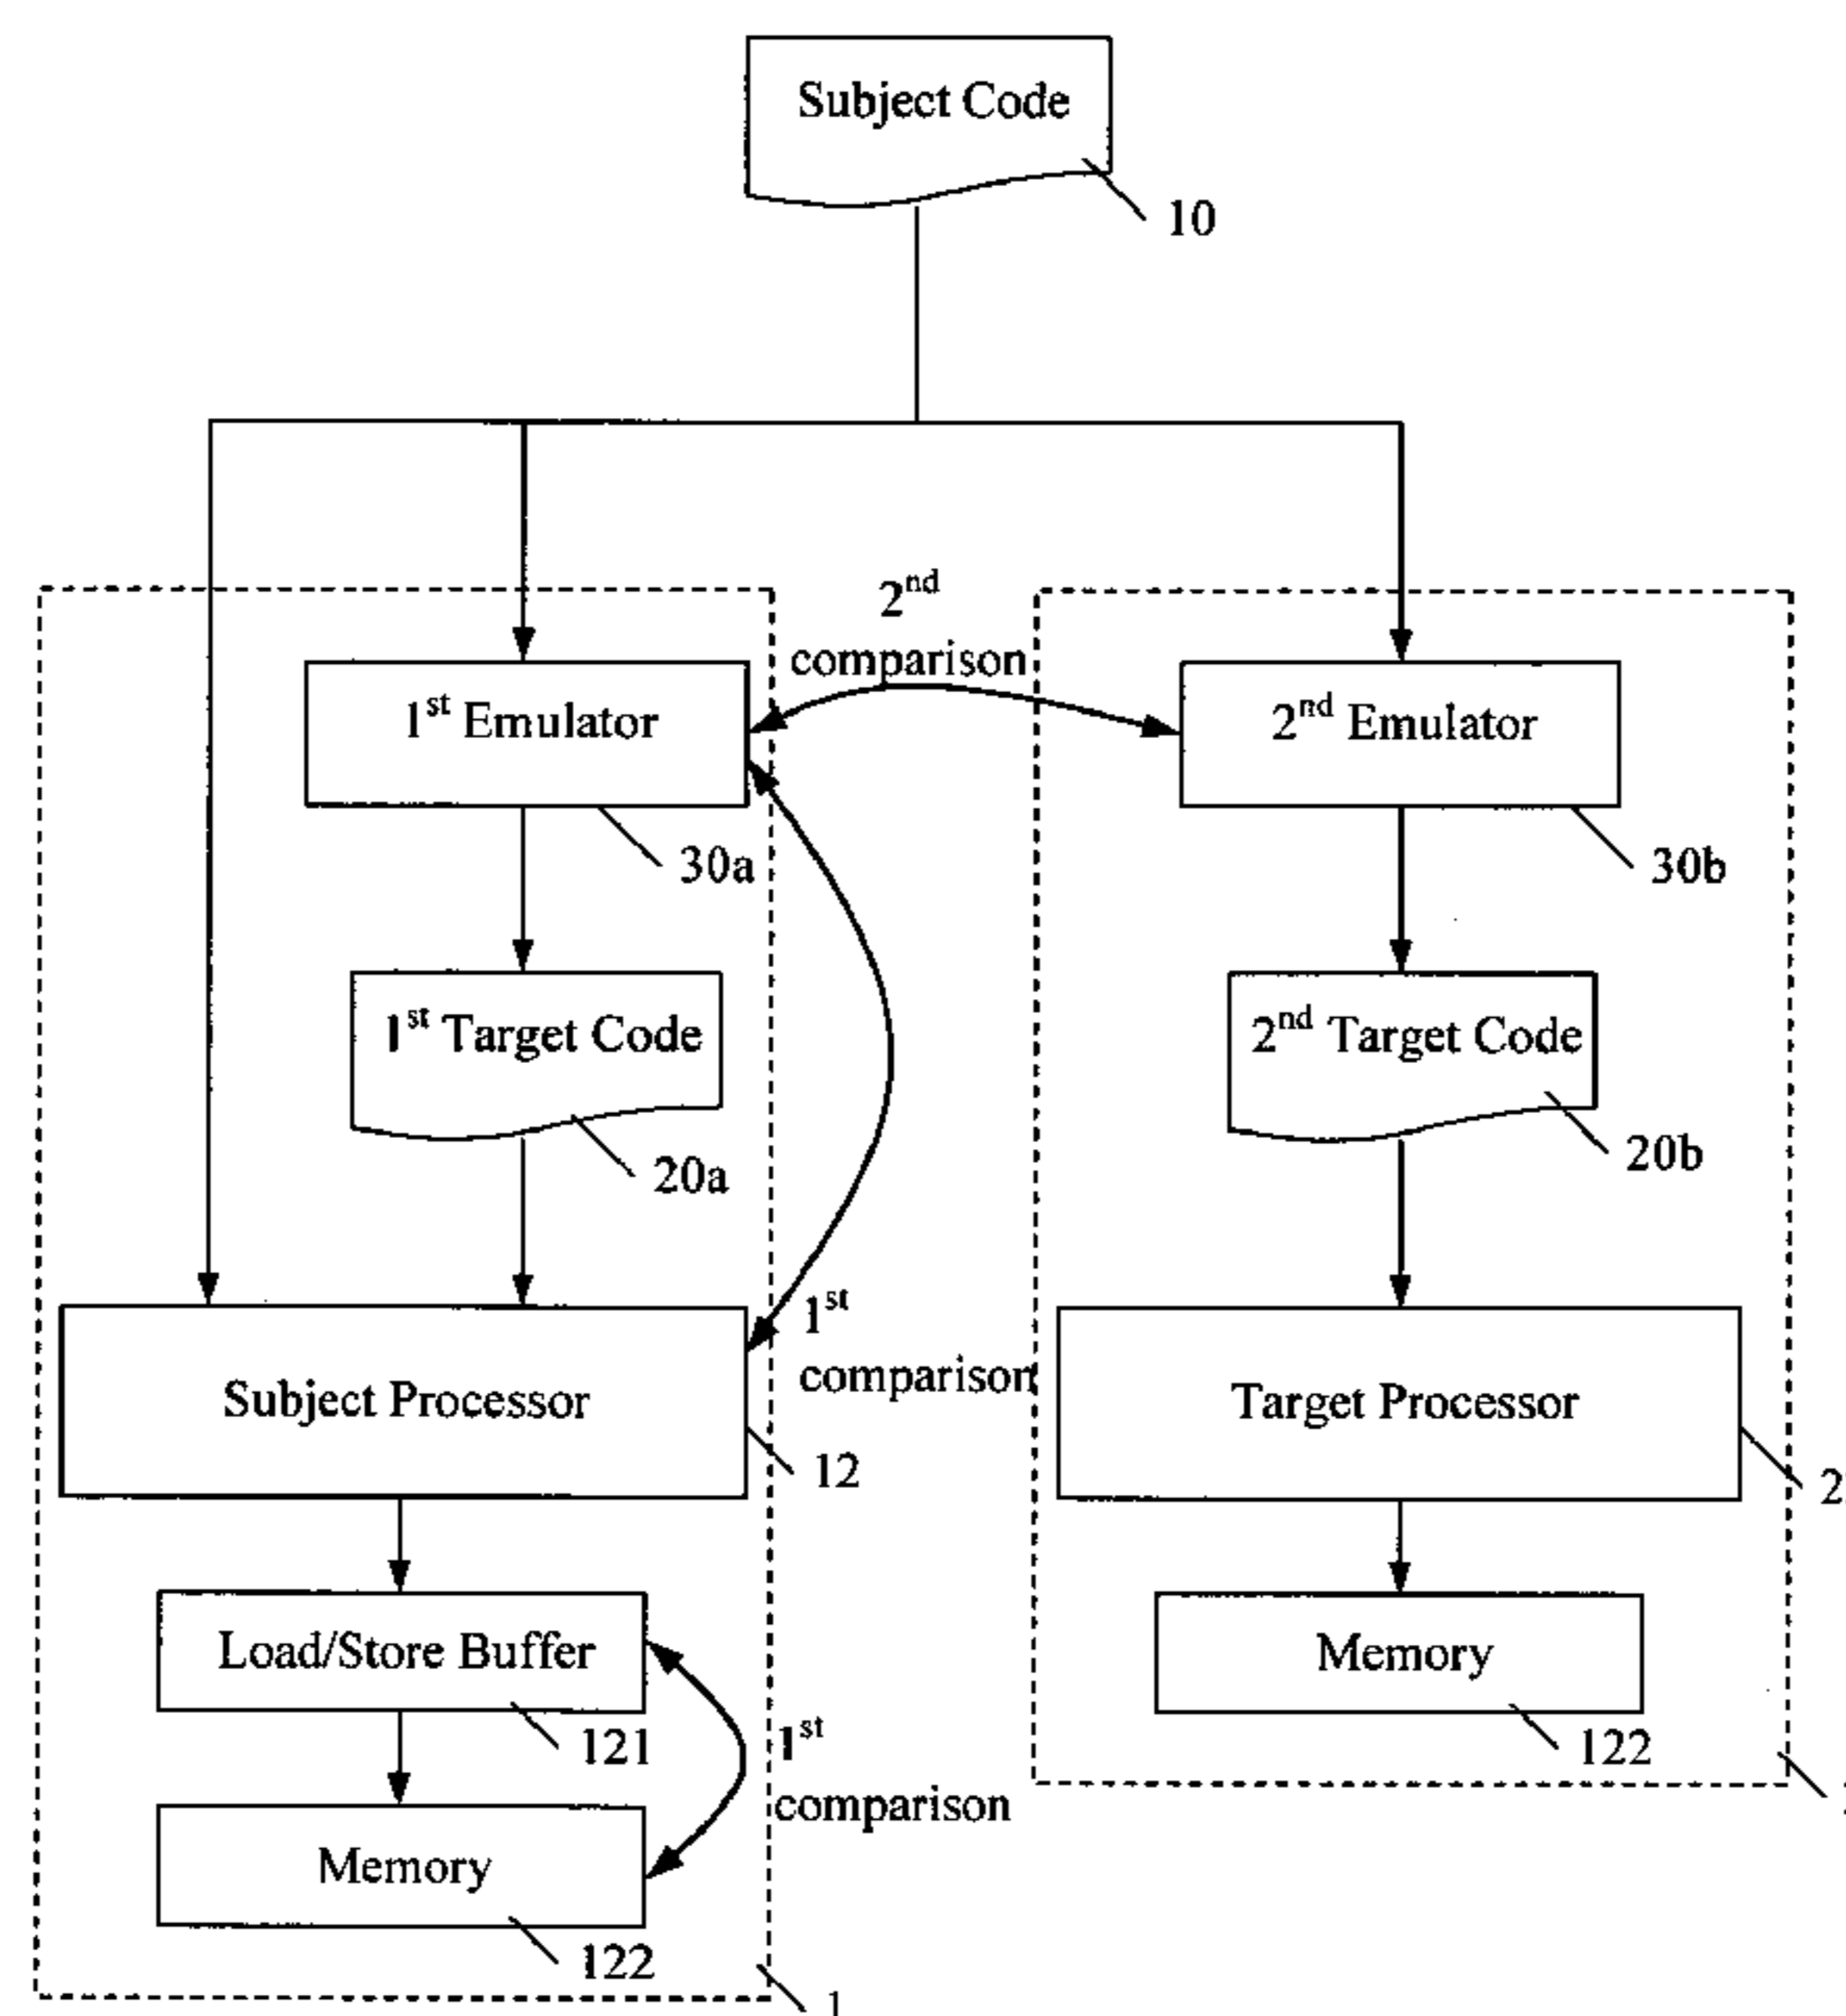 Subject Code
10
2nd
comparison
1st Emulator
2nd Emulator
30a
30b
1st Target Code
2nd Target Code
20a
20b
1st
comparison
Subject Processor
Target Processor
12
2
Load/Store Buffer
Memory
121
122
1st
comparison
Memory
122
1